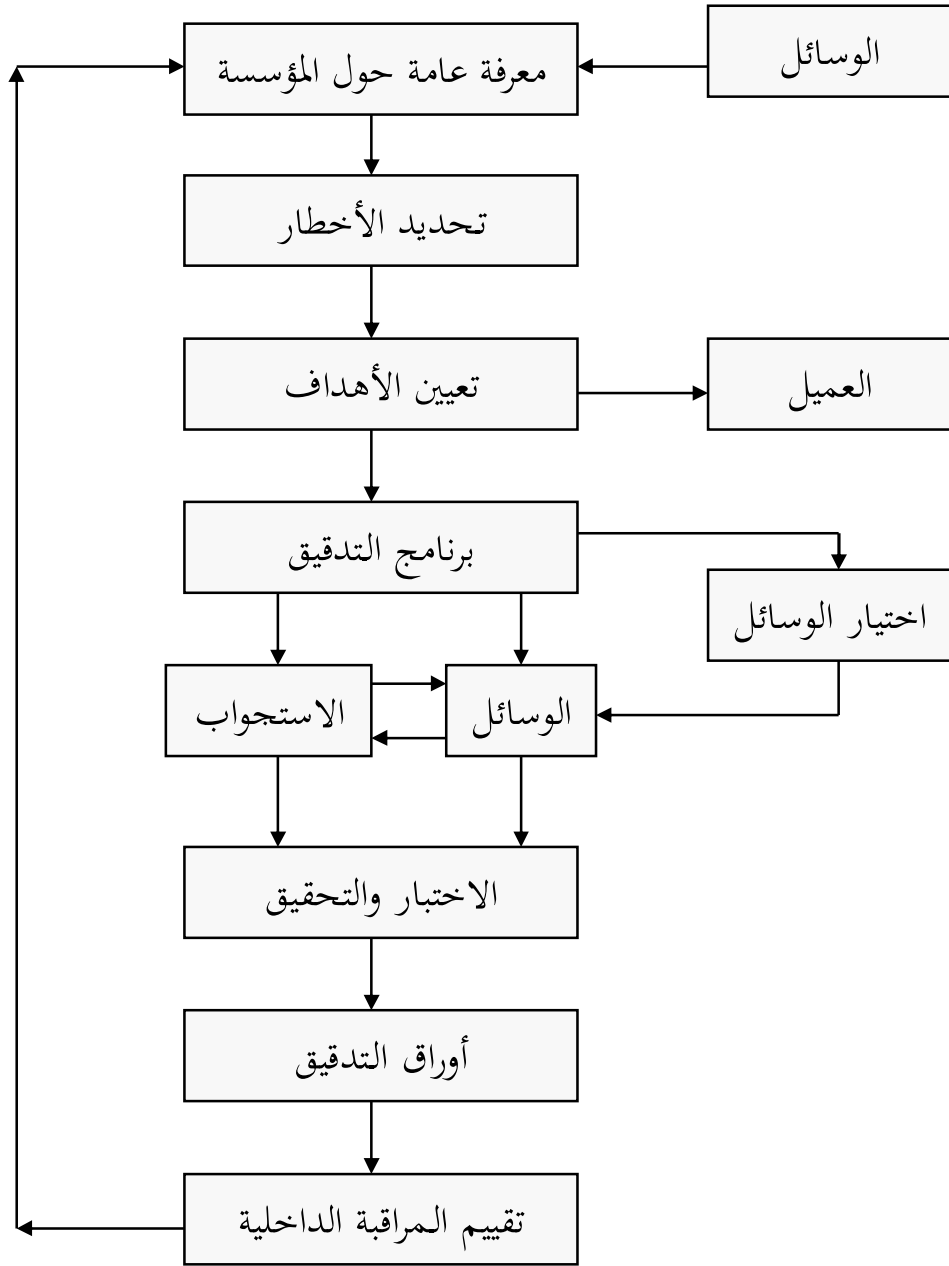 الوسائل
معرفة عامة حول المؤسسة
تحديد الأخطار
تعيين الأهداف
العميل
برنامج التدقيق
اختيار الوسائل
الوسائل
الاستجواب
الاختبار والتحقيق
أوراق التدقيق
تقييم المراقبة الداخلية